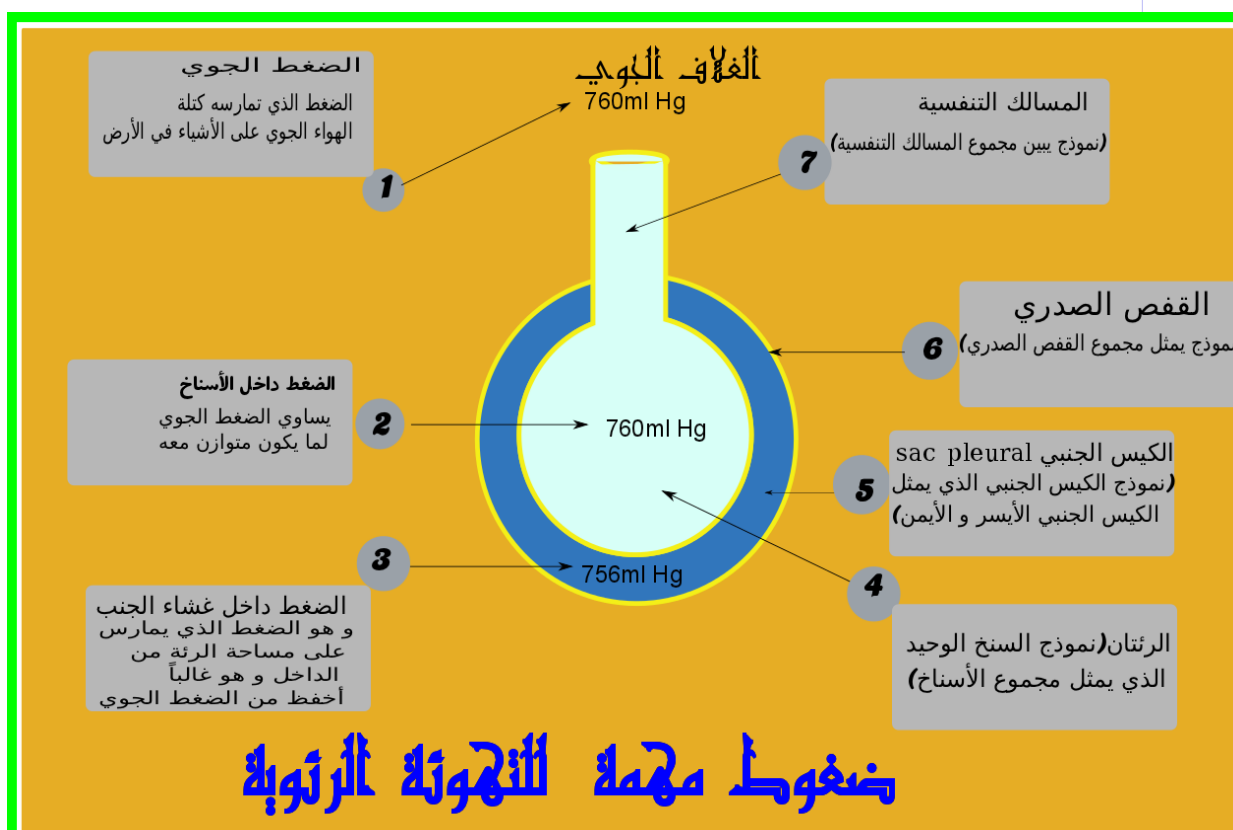 الغلاف الجوي
760ml Hg
الضغط الجوي
الضغط الذي تمارسه كتلة
الهواء الجوي على الأشياء في الأرض
1
المسالك التنفسية
(نموذج يبين مجموع المسالك التنفسية)
7
القفص الصدري
نموذج يمثل مجموع القفص الصدري)
6
الضغط داخل الأسناخ
يساوي الضغط الجوي
لما يكون متوازن معه
2
760ml Hg
الكيس الجنبي sac pleural
(نموذج الكيس الجنبي الذي يمثل
الكيس الجنبي الأيسر و الأيمن)
5
3
756ml Hg
الضغط داخل غشاء الجنب
و هو الضغط الذي يمارس
على مساحة الرئة من
الداخل و هو غالباً
أخفظ من الضغط الجوي
4
الرئتان(نموذج السنخ الوحيد
الذي يمثل مجموع الأسناخ)
ضغوط مهمة للتهوئة الرئوية